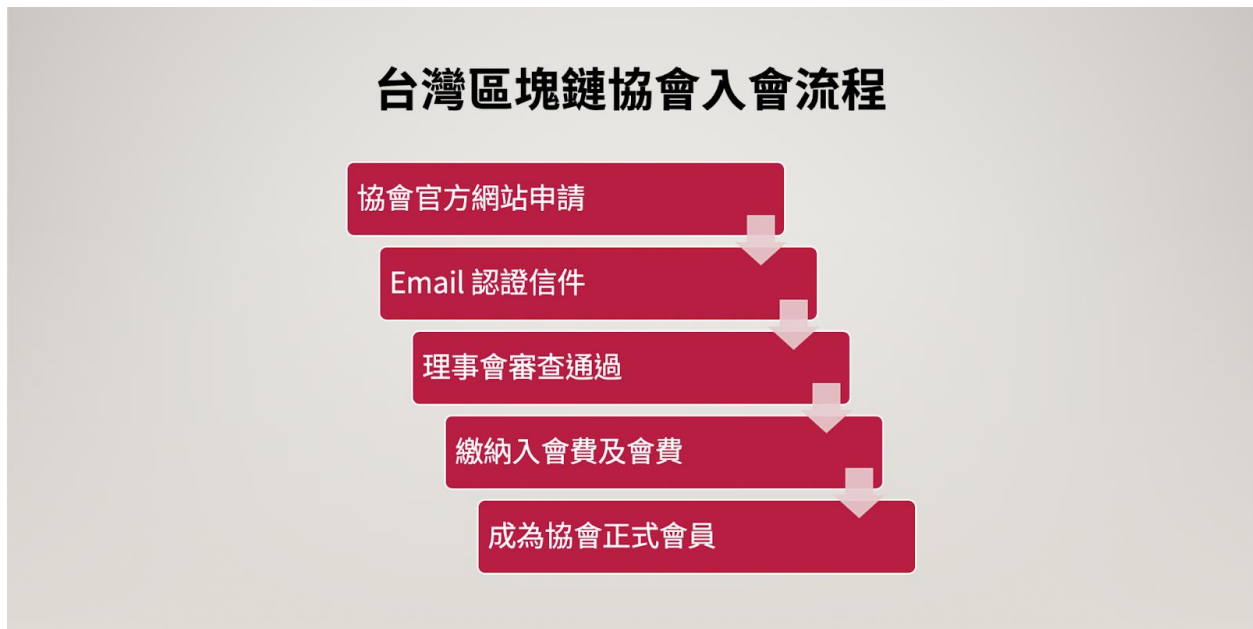 台灣區塊鏈協會入會流程
協會官方網站申請
Email 認證信件
理事會審查通過
繳納入會費及會費
成為協會正式會員